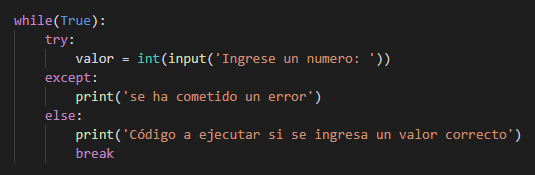 while(True):
    try:
        valor = int(input('Ingrese un numero: '))
    except:
        print('se ha cometido un error')
    else:
        print('Código a ejecutar si se ingresa un valor correcto')
        break